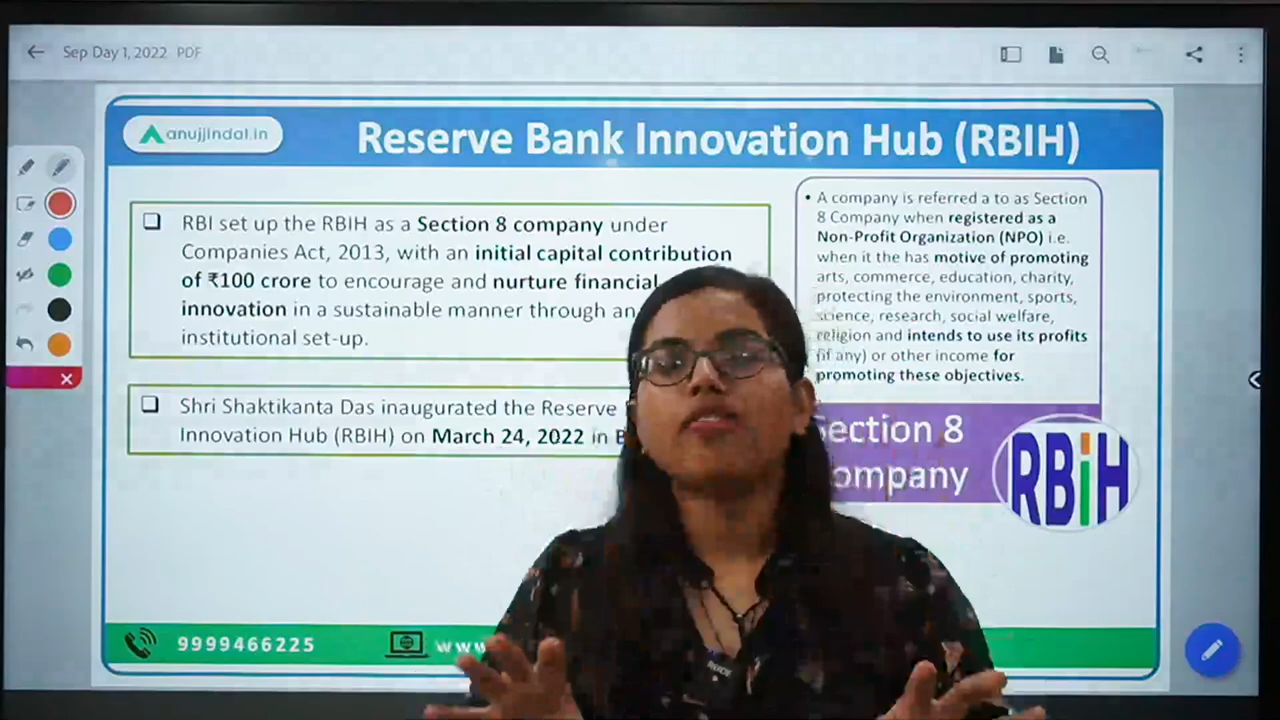 Sep Day 1, 2022 PDF
anujjindal.in
Reserve Bank Innovation Hub (RBIH)
RBI set up the RBIH as a Section 8 company under
Companies Act, 2013, with an initial capital contribution
of ₹100 crore to encourage and nurture financial
innovation in a sustainable manner through an
institutional set-up.
Shri Shaktikanta Das inaugurated the Reserve
Innovation Hub (RBIH) on March 24, 2022 in
• A company is referred a to as Section
8 Company when registered as a
Non-Profit Organization (NPO) i.e.
when it the has motive of promoting
arts, commerce, education, charity,
protecting the environment, sports,
science, research, social welfare,
religion and intends to use its profits
(if any) or other income for
promoting these objectives.
Section 8
Company
RBiH
9999466225
www